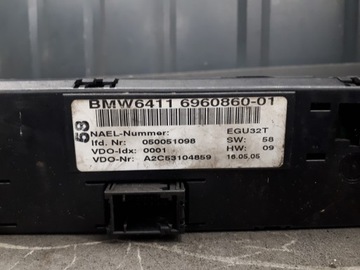 BMW6411 6960860-01
58
NAEL-Nummer: EGU32T
lfd. Nr: 050051098 SW: 58
VDO-Idx: 0001 HW: 09
VDO-Nr: A2C53104859 16.05.05